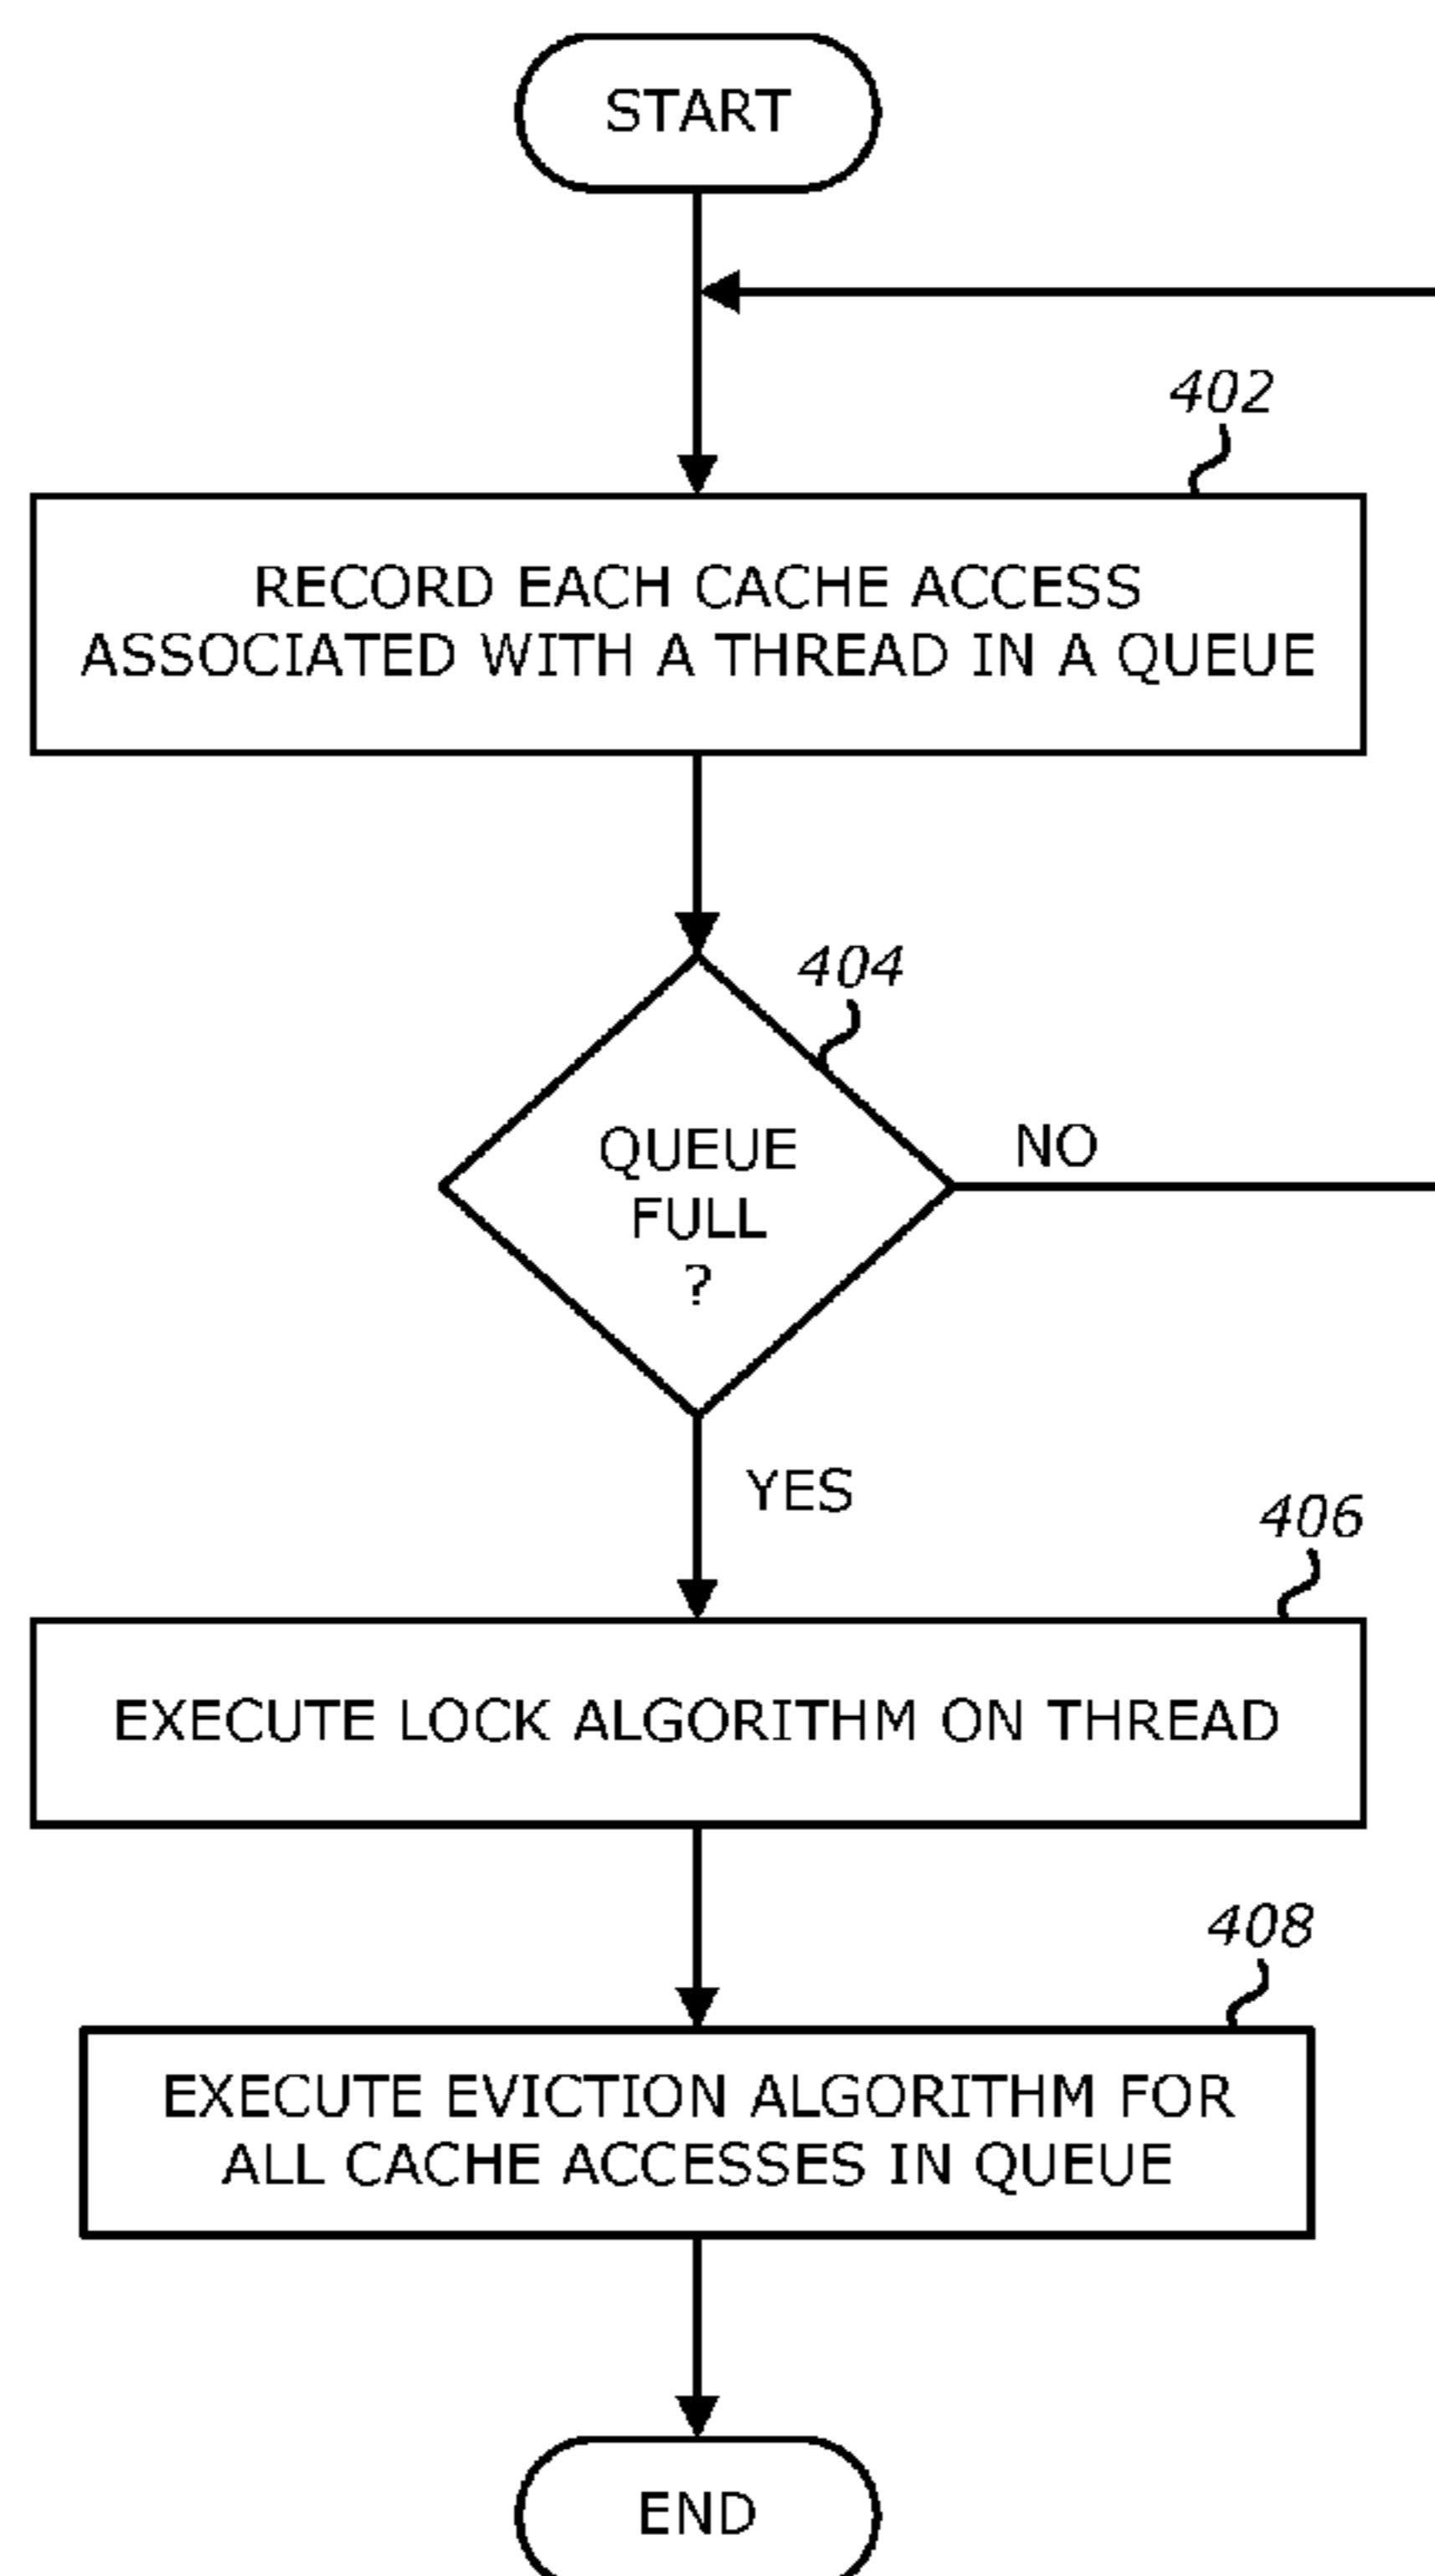 START
402
RECORD EACH CACHE ACCESS
ASSOCIATED WITH A THREAD IN A QUEUE
404
QUEUE
FULL
?
NO
YES
406
EXECUTE LOCK ALGORITHM ON THREAD
408
EXECUTE EVICTION ALGORITHM FOR
ALL CACHE ACCESSES IN QUEUE
END